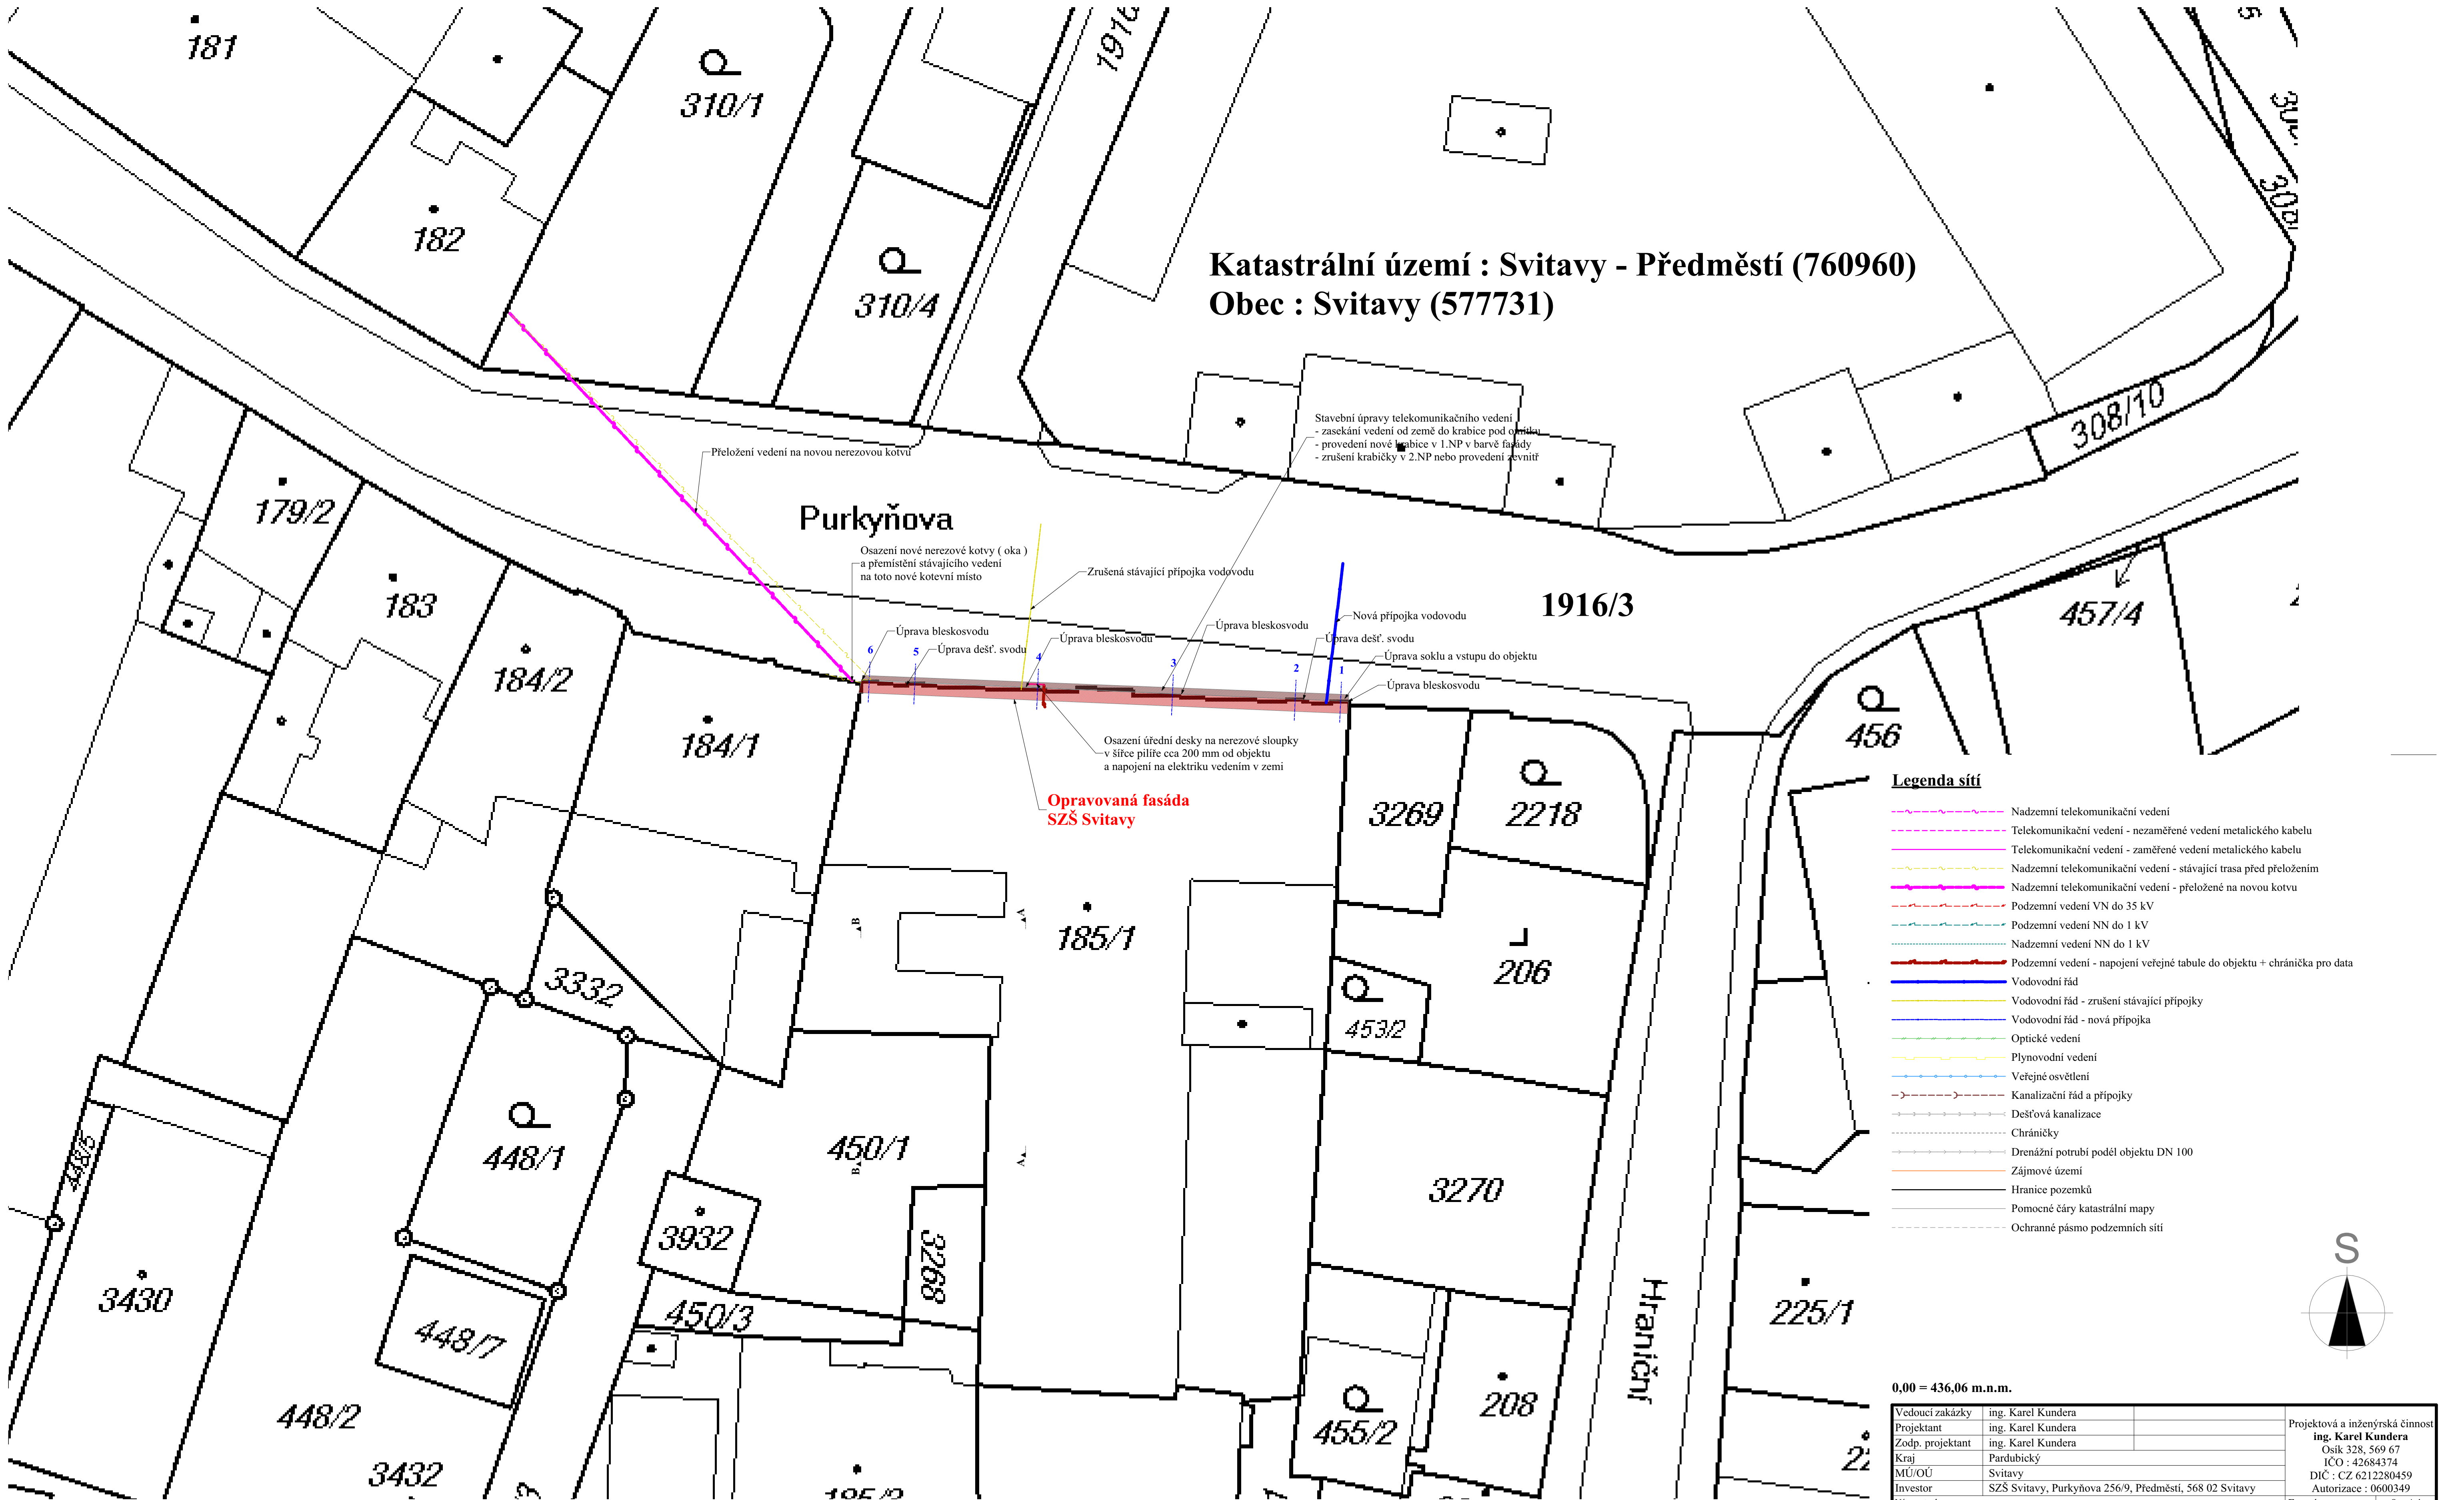 181
310/1
1916
182
310/4
Katastrální území : Svitavy - Předměstí (760960)
Obec : Svitavy (577731)
308/10
Stavební úpravy telekomunikačního vedení
- zasekání vedení od země do krabice pod omítku
- provedení nové krabice v 1.NP v barvě fasády
- zrušení krabičky v 2.NP nebo provedení zevnitř
Přeložení vedení na novou nerezovou kotvu
179/2
Purkyňova
Osazení nové nerezové kotvy ( oka )
a přemístění stávajícího vedení
na toto nové kotevní místo
Zrušená stávající přípojka vodovodu
183
1916/3
457/4
Nová přípojka vodovodu
Úprava bleskosvodu
Úprava dešť. svodu
Úprava bleskosvodu
Úprava bleskosvodu
Úprava dešť. svodu
Úprava soklu a vstupu do objektu
Úprava bleskosvodu
6
5
4
3
2
1
184/2
184/1
456
Osazení úřední desky na nerezové sloupky
v šířce pilíře cca 200 mm od objektu
a napojení na elektriku vedením v zemi
Opravovaná fasáda
SZŠ Svitavy
3269
2218
185/1
B
A
206
3332
453/2
448/1
450/1
B
A
448/5
3270
3932
3268
3430
450/3
448/7
Hraniční
225/1
208
448/2
455/2
3432
185/2
Legenda sítí
Nadzemní telekomunikační vedení
Telekomunikační vedení - nezaměřené vedení metalického kabelu
Telekomunikační vedení - zaměřené vedení metalického kabelu
Nadzemní telekomunikační vedení - stávající trasa před přeložením
Nadzemní telekomunikační vedení - přeložené na novou kotvu
Podzemní vedení VN do 35 kV
Podzemní vedení NN do 1 kV
Nadzemní vedení NN do 1 kV
Podzemní vedení - napojení veřejné tabule do objektu + chránička pro data
Vodovodní řád
Vodovodní řád - zrušení stávající přípojky
Vodovodní řád - nová přípojka
Optické vedení
Plynovodní vedení
Veřejné osvětlení
Kanalizační řád a přípojky
Dešťová kanalizace
Chráničky
Drenážní potrubí podél objektu DN 100
Zájmové území
Hranice pozemků
Pomocné čáry katastrální mapy
Ochranné pásmo podzemních sítí
S
0,00 = 436,06 m.n.m.
Vedoucí zakázky ing. Karel Kundera
Projektant ing. Karel Kundera
Zodp. projektant ing. Karel Kundera
Kraj Pardubický
MÚ/OÚ Svitavy
Investor SZŠ Svitavy, Purkyňova 256/9, Předměstí, 568 02 Svitavy
Projektová a inženýrská činnost
ing. Karel Kundera
Osík 328, 569 67
IČO : 42684374
DIČ : CZ 6212280459
Autorizace : 0600349